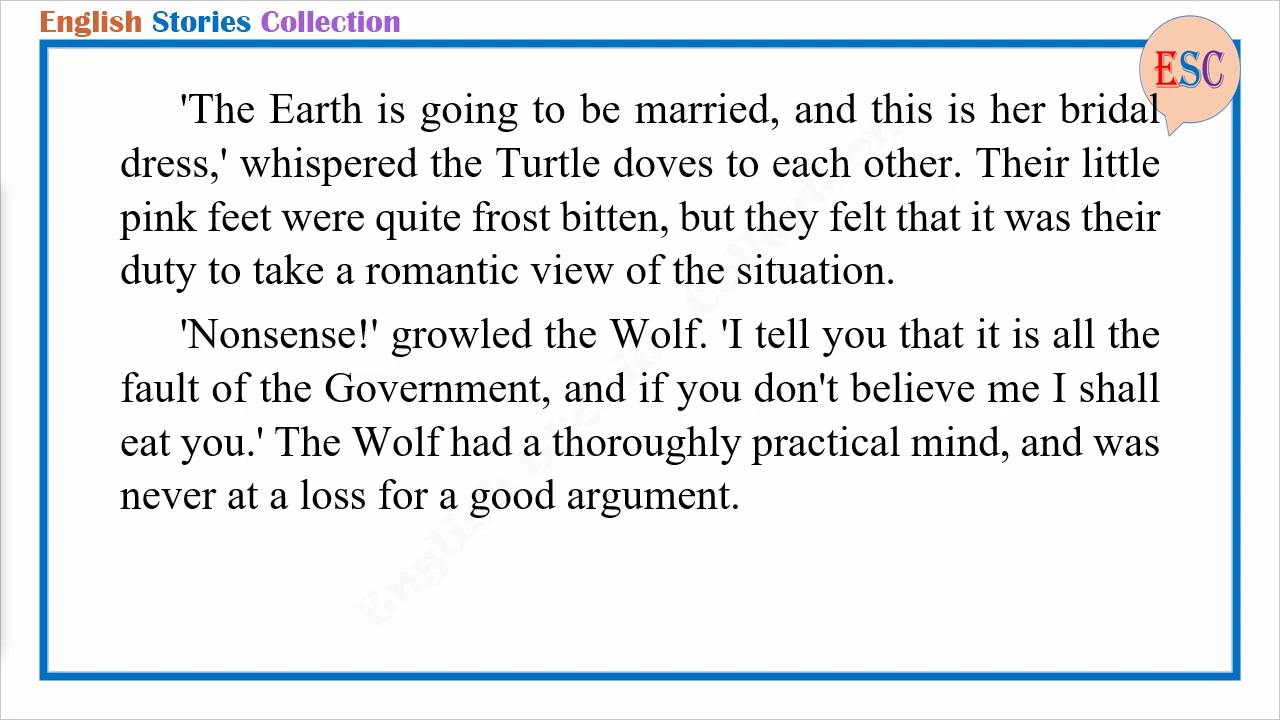 English Stories Collection
ESC
'The Earth is going to be married, and this is her bridal
dress,' whispered the Turtle doves to each other. Their little
pink feet were quite frost bitten, but they felt that it was their
duty to take a romantic view of the situation.
'Nonsense!' growled the Wolf. 'I tell you that it is all the
fault of the Government, and if you don't believe me I shall
eat you.' The Wolf had a thoroughly practical mind, and was
never at a loss for a good argument.
English Stories Collection